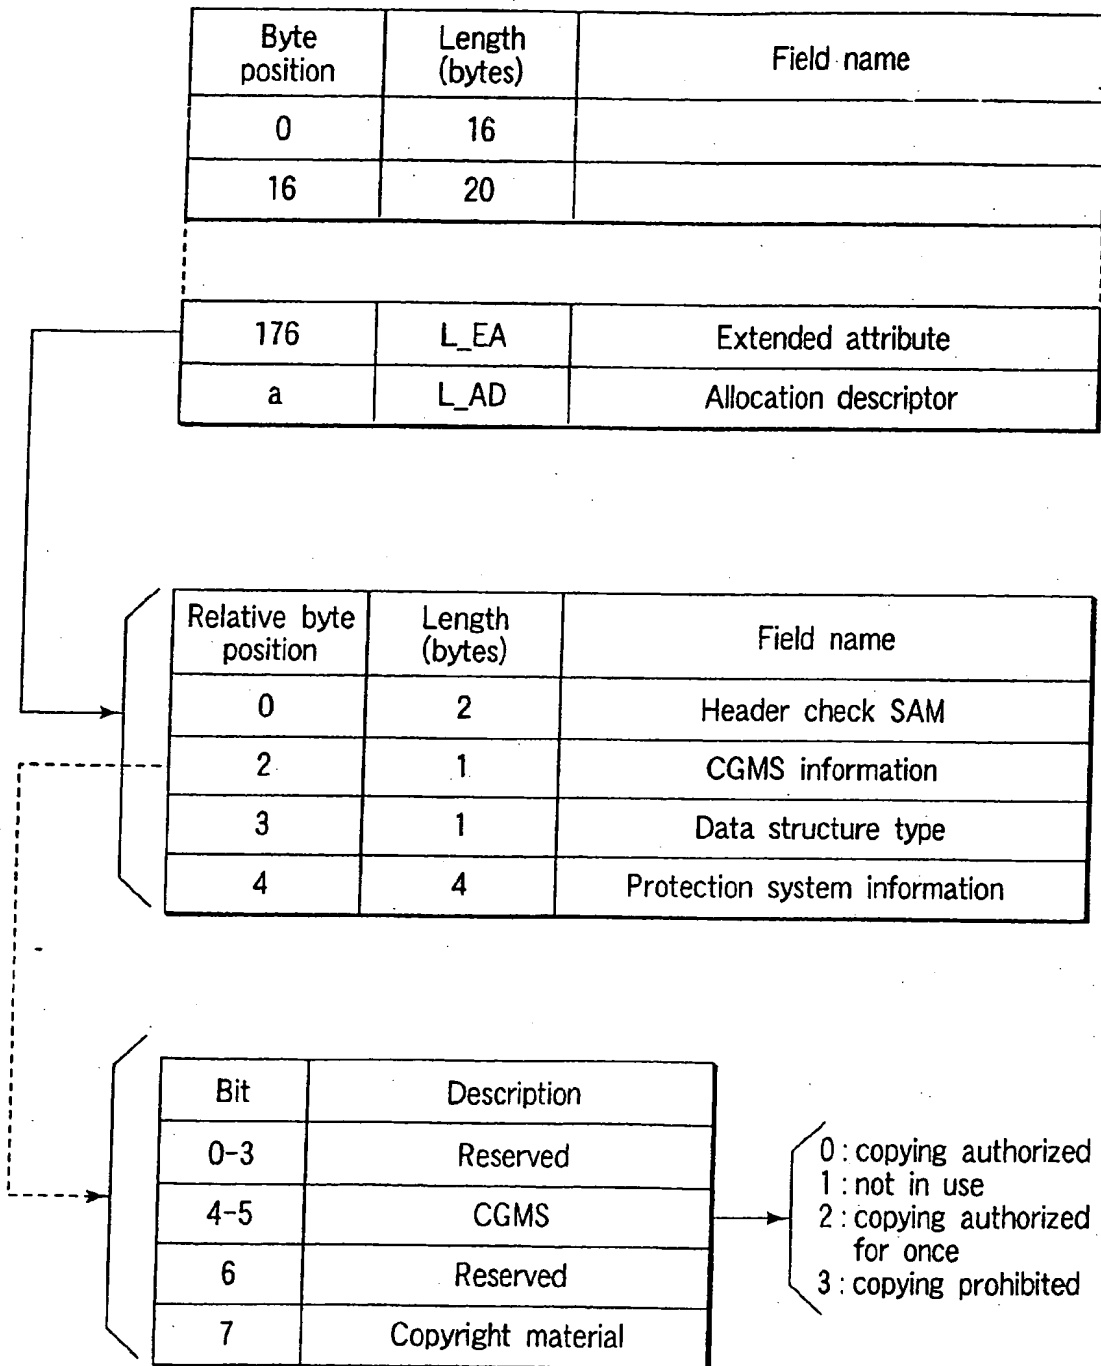 Byte position Length (bytes) Field name
0 16
16 20
176 L_EA Extended attribute
a L_AD Allocation descriptor
Relative byte position Length (bytes) Field name
0 2 Header check SAM
2 1 CGMS information
3 1 Data structure type
4 4 Protection system information
Bit Description
0-3 Reserved
4-5 CGMS
6 Reserved
7 Copyright material
0 : copying authorized
1 : not in use
2 : copying authorized
for once
3 : copying prohibited